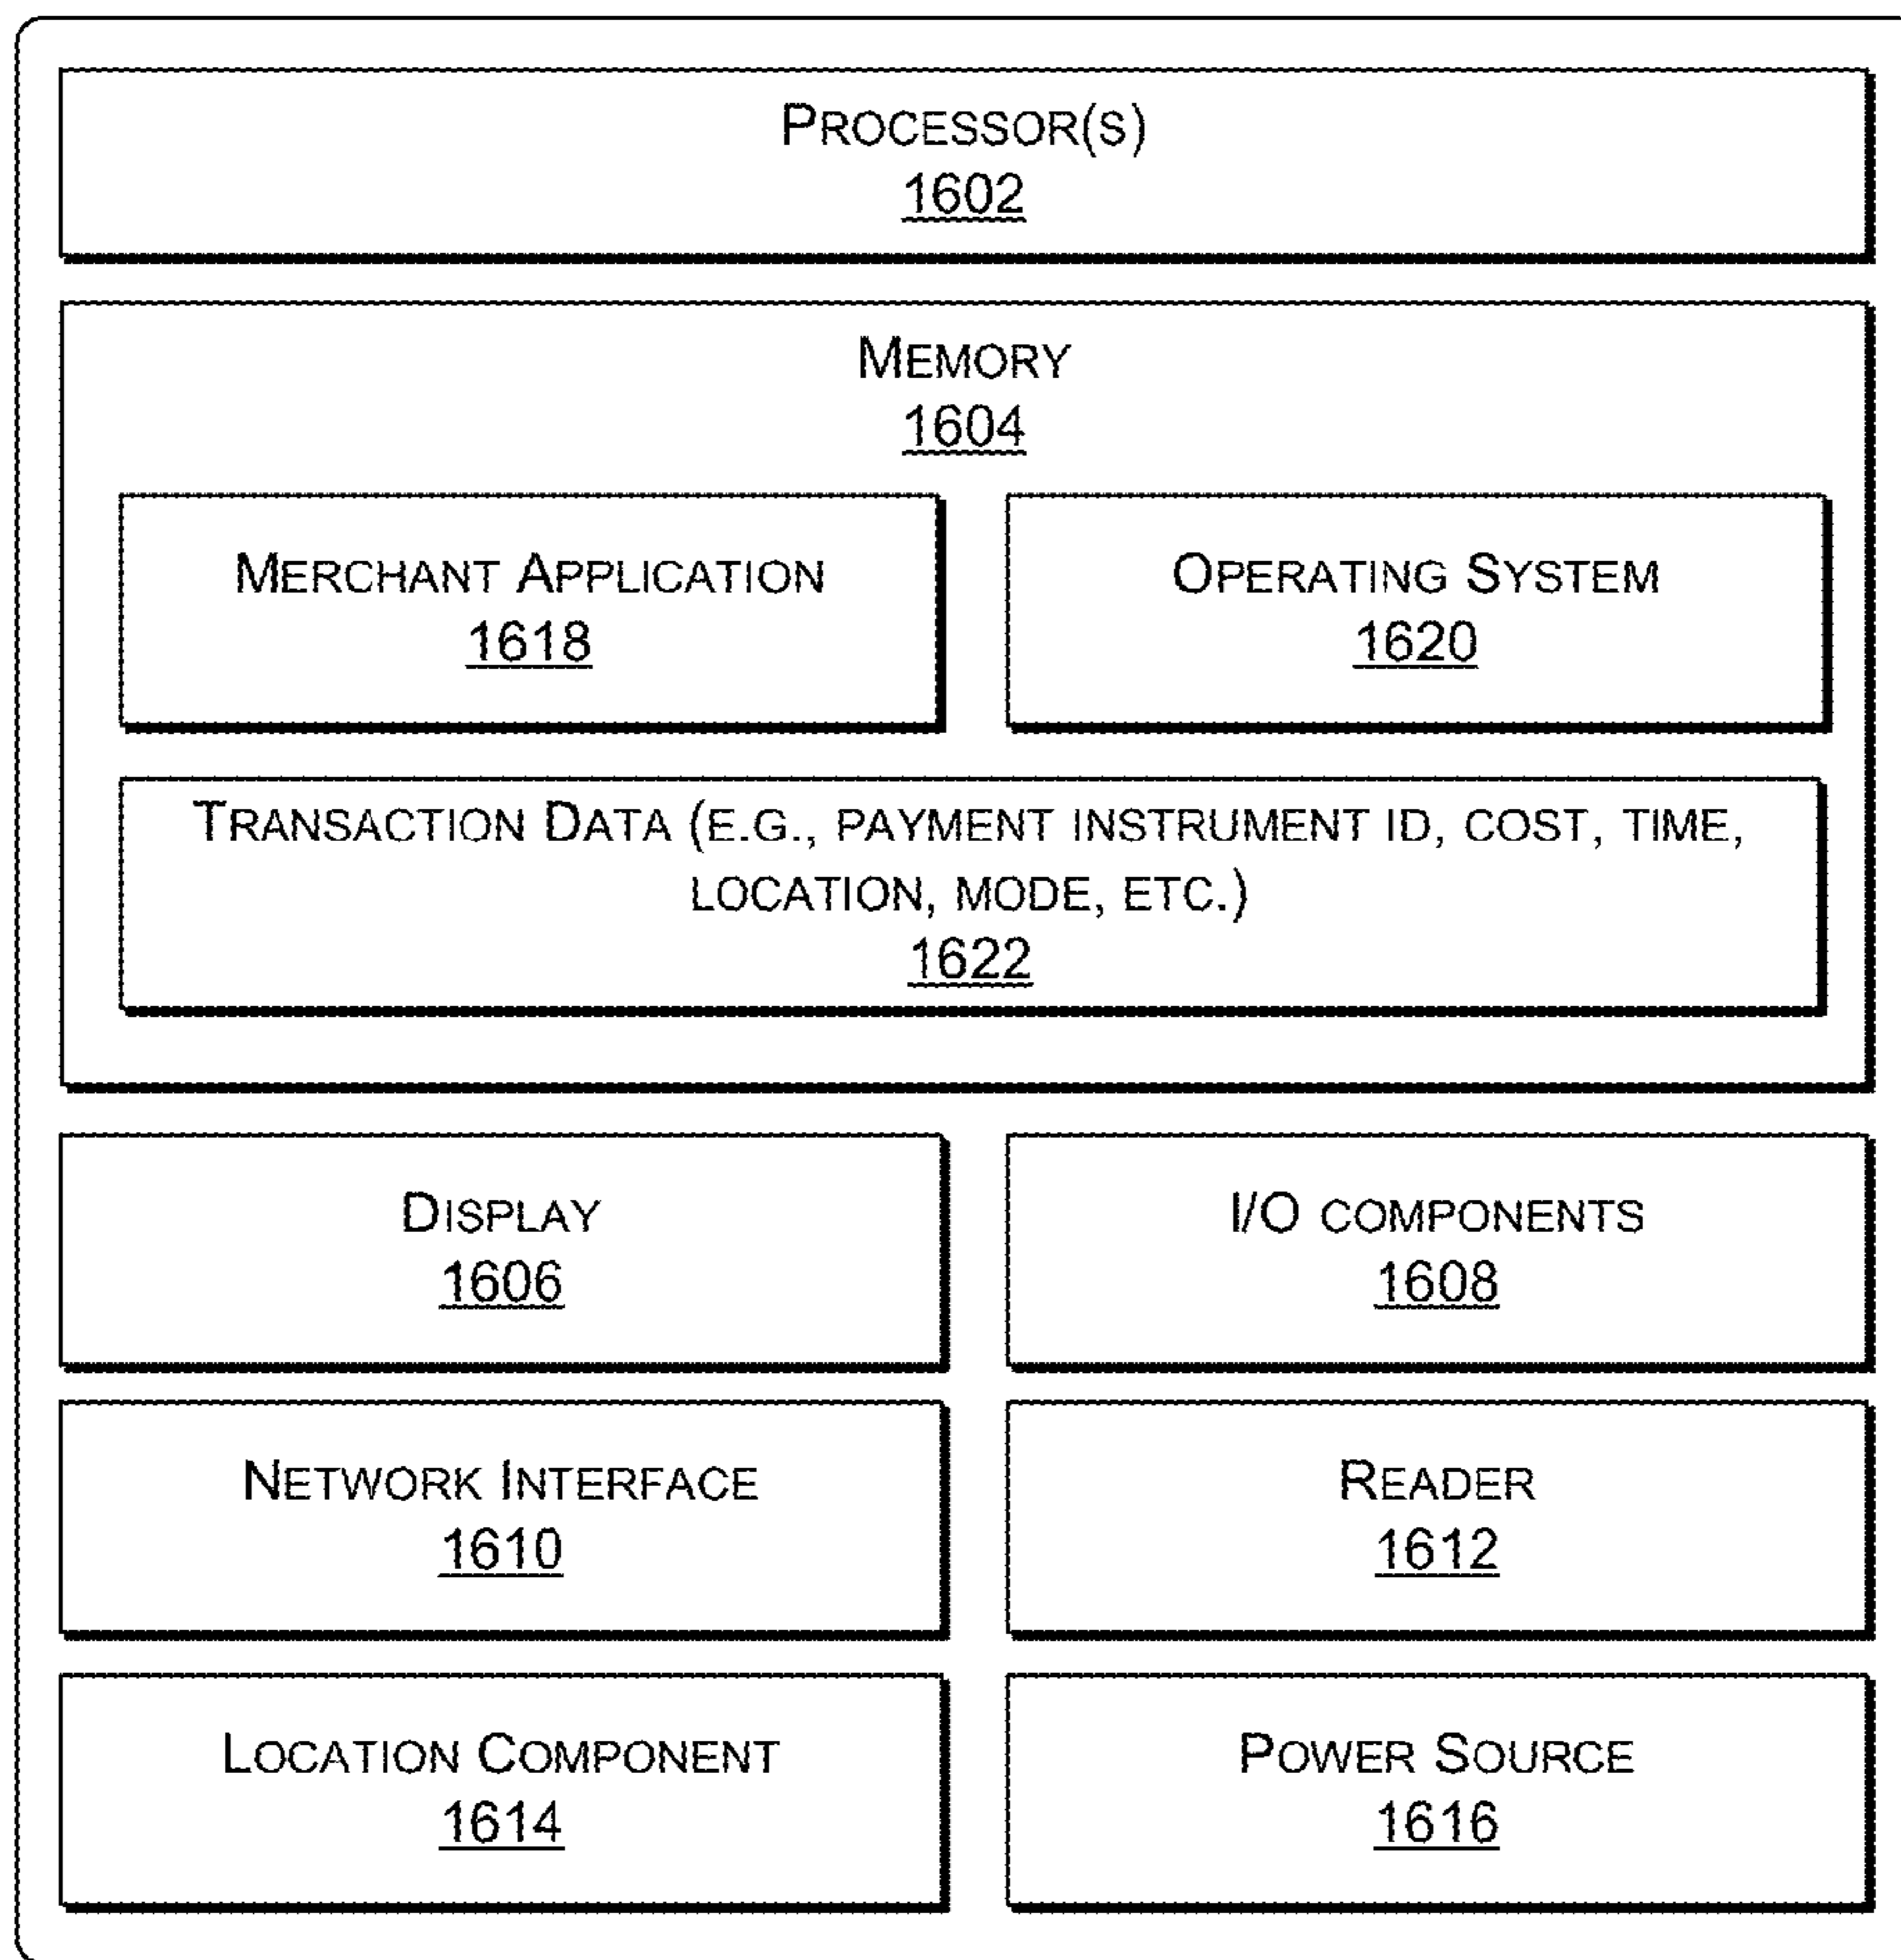 PROCESSOR(S)
1602
MEMORY
1604
MERCHANT APPLICATION
1618
OPERATING SYSTEM
1620
TRANSACTION DATA (E.G., PAYMENT INSTRUMENT ID, COST, TIME,
LOCATION, MODE, ETC.)
1622
DISPLAY
1606
I/O COMPONENTS
1608
NETWORK INTERFACE
1610
READER
1612
LOCATION COMPONENT
1614
POWER SOURCE
1616